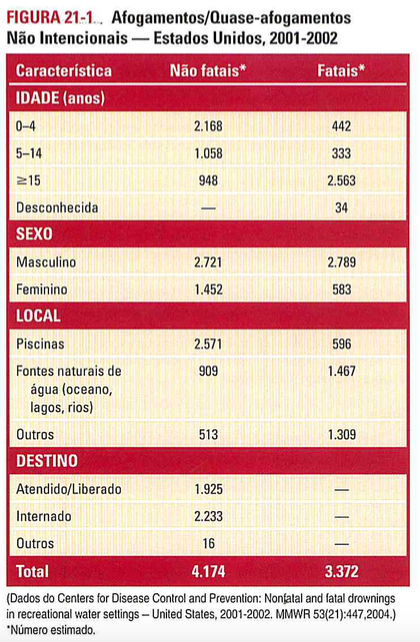 FIGURA 21-1. Afogamentos/Quase-afogamentos
Não Intencionais — Estados Unidos, 2001-2002
Característica Não fatais* Fatais*
IDADE (anos)
0–4 2.168 442
5–14 1.058 333
≥15 948 2.563
Desconhecida — 34
SEXO
Masculino 2.721 2.789
Feminino 1.452 583
LOCAL
Piscinas 2.571 596
Fontes naturais de 909 1.467
água (oceano,
lagos, rios)
Outros 513 1.309
DESTINO
Atendido/Liberado 1.925 —
Internado 2.233 —
Outros 16 —
Total 4.174 3.372
(Dados do Centers for Disease Control and Prevention: Nonfatal and fatal drownings
in recreational water settings – United States, 2001-2002. MMWR 53(21):447,2004.)
*Número estimado.